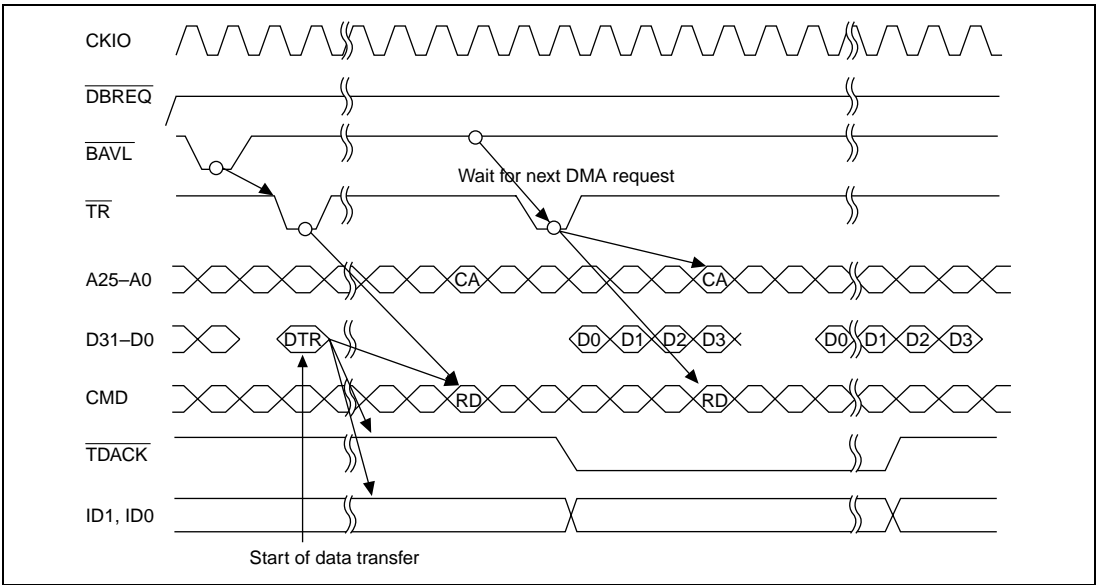 CKIO
DBREQ
BAVL
Wait for next DMA request
TR
A25–A0 CA CA
D31–D0 DTR D0 D1 D2 D3 D0 D1 D2 D3
CMD RD RD
TDACK
ID1, ID0
Start of data transfer